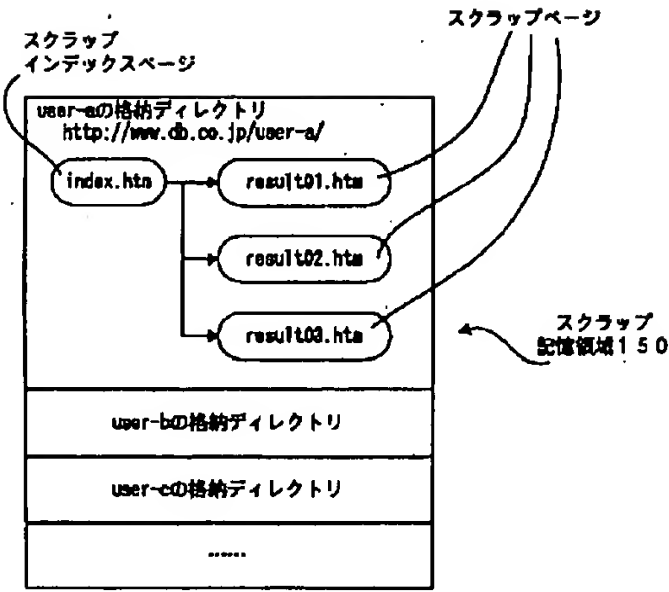 スクラップページ
スクラップ
インデックスページ
user-aの格納ディレクトリ
http://www.db.co.jp/user-a/
index.htm
result01.htm
result02.htm
result03.htm
スクラップ
記憶領域150
user-bの格納ディレクトリ
user-cの格納ディレクトリ
……